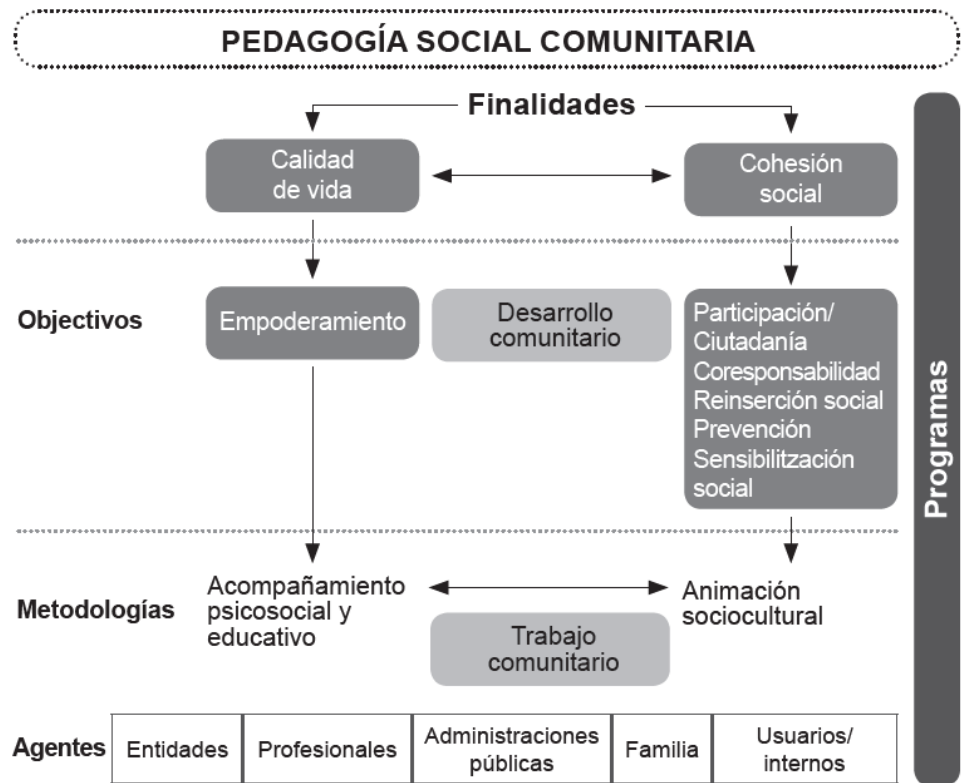 PEDAGOGÍA SOCIAL COMUNITARIA
Finalidades
Calidad
de vida
Cohesión
social
Objectivos
Empoderamiento
Desarrollo
comunitario
Participación/
Ciutadanía
Coresponsabilidad
Reinserción social
Prevención
Sensibilitzación
social
Metodologías
Acompañamiento
psicosocial y
educativo
Trabajo
comunitario
Animación
sociocultural
Agentes
Entidades
Profesionales
Administraciones
públicas
Familia
Usuarios/
internos
Programas